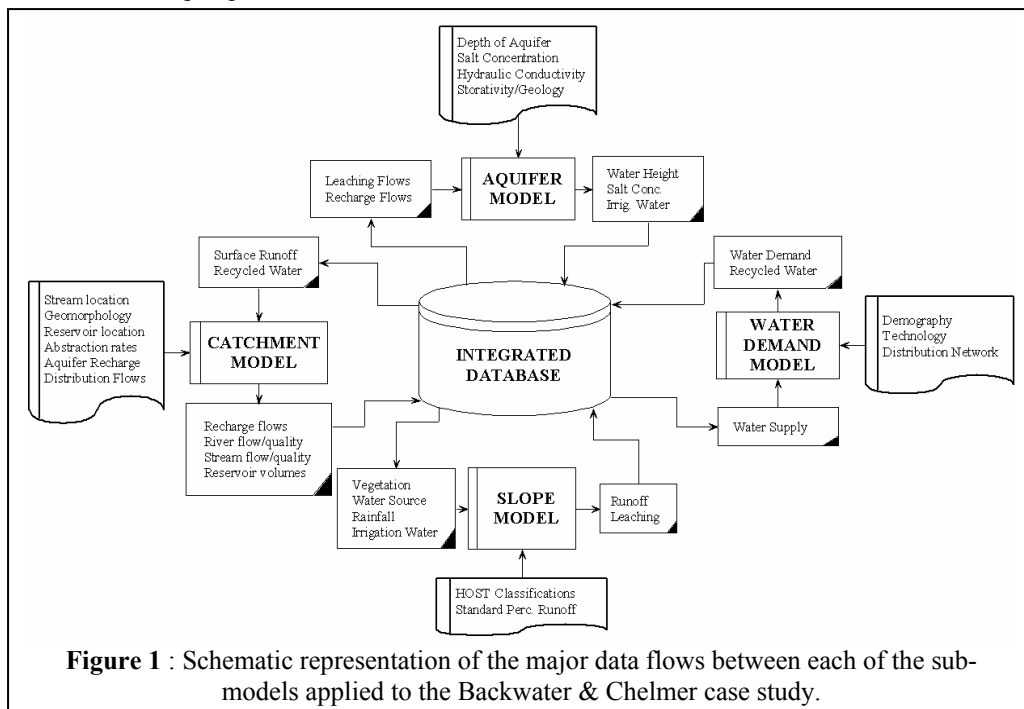 Depth of Aquifer
Salt Concentration
Hydraulic Conductivity
Storativity/Geology
Leaching Flows
Recharge Flows
AQUIFER
MODEL
Water Height
Salt Conc.
Irrig. Water
Surface Runoff
Recycled Water
Water Demand
Recycled Water
Stream location
Geomorphology
Reservoir location
Abstraction rates
Aquifer Recharge
Distribution Flows
CATCHMENT
MODEL
INTEGRATED
DATABASE
WATER
DEMAND
MODEL
Demography
Technology
Distribution Network
Recharge flows
River flow/quality
Stream flow/quality
Reservoir volumes
Water Supply
Vegetation
Water Source
Rainfall
Irrigation Water
SLOPE
MODEL
Runoff
Leaching
HOST Classifications
Standard Perc. Runoff
Figure 1 : Schematic representation of the major data flows between each of the sub-
models applied to the Backwater & Chelmer case study.